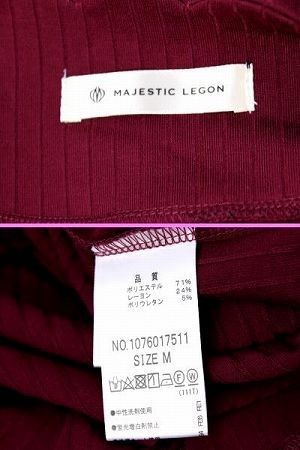 MAJESTIC LEGON
品質
ポリエステル 71%
レーヨン 24%
ポリウレタン 5%
NO.1076017511
SIZE M
(111T)
●中性洗剤使用
●蛍光増白剤禁止